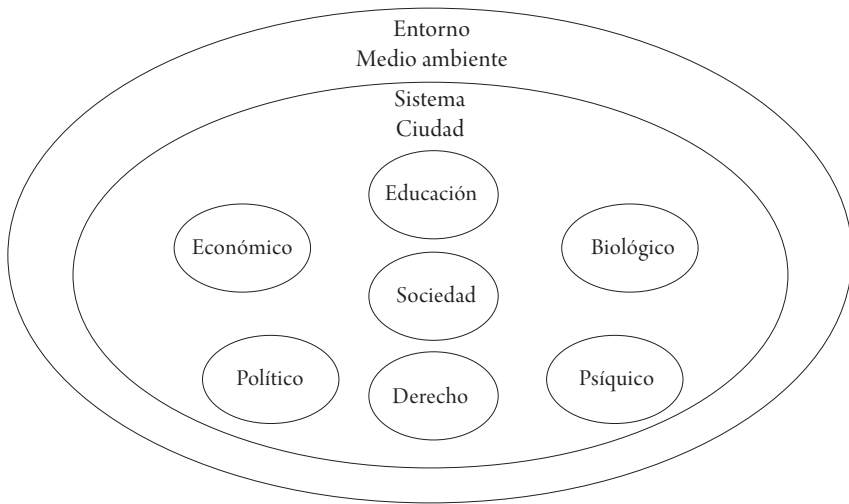 Entorno
Medio ambiente
Sistema
Ciudad
Educación
Económico
Biológico
Sociedad
Político
Psíquico
Derecho